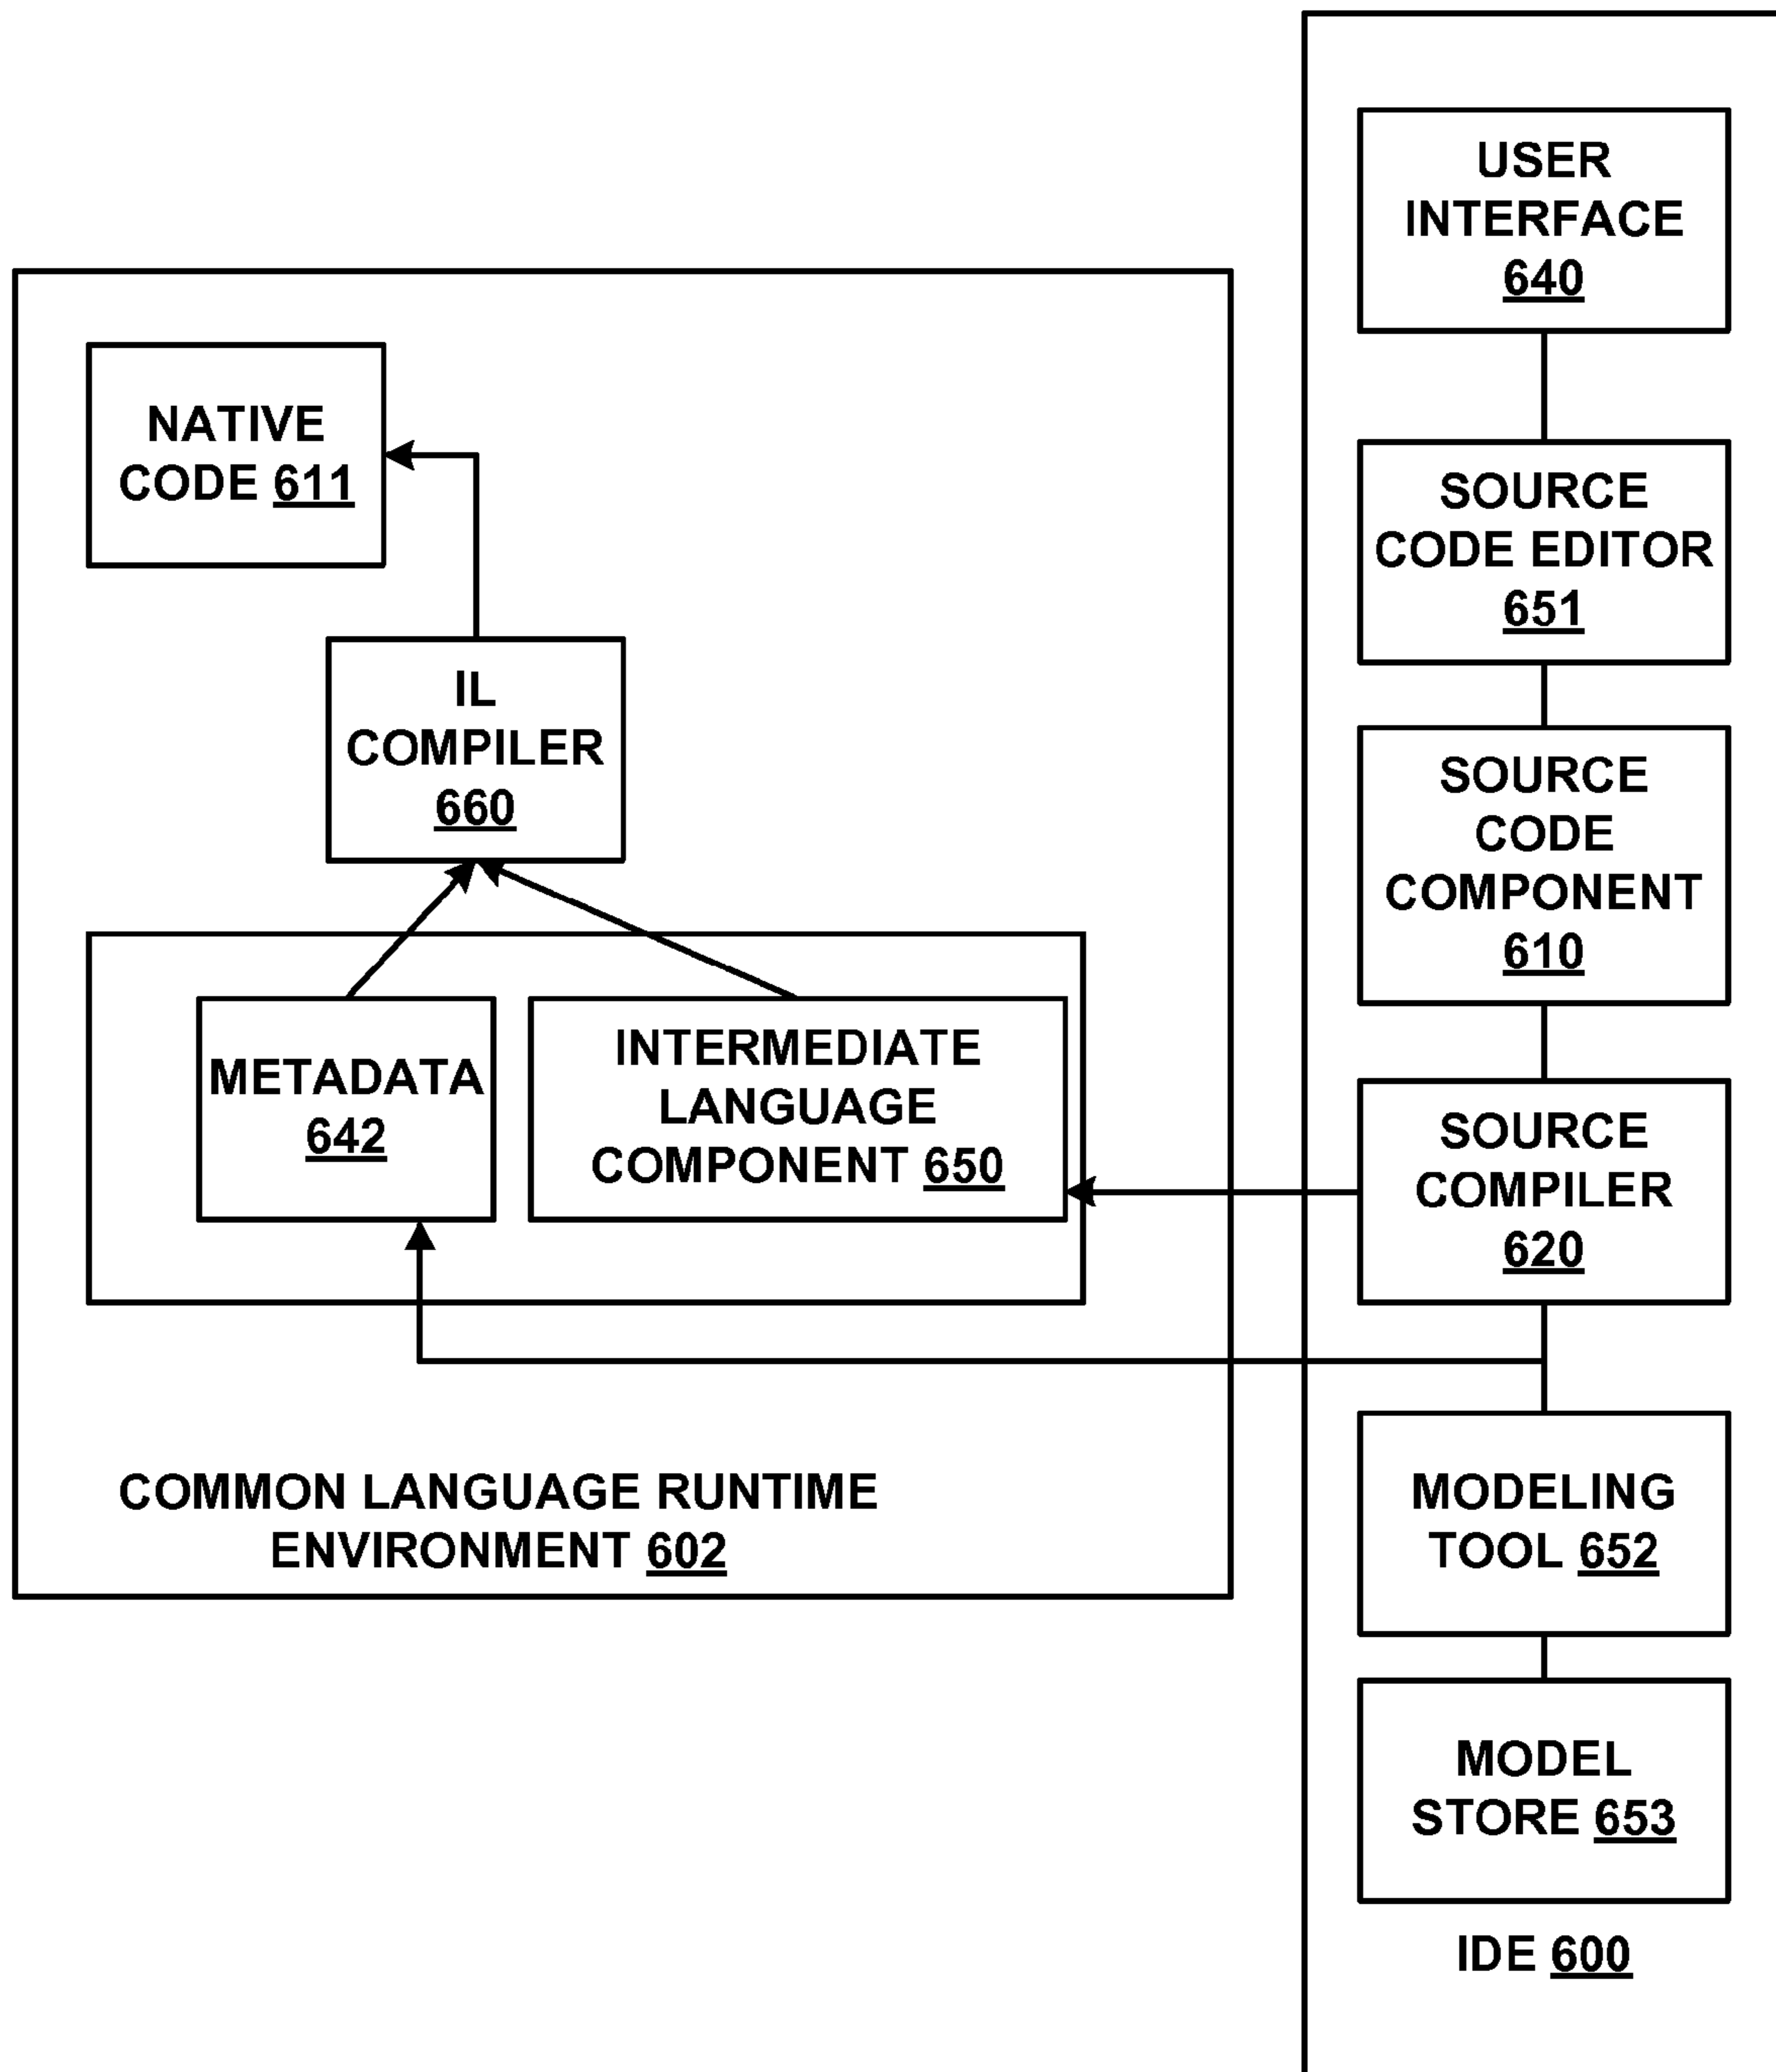 USER
INTERFACE
640
NATIVE
CODE 611
SOURCE
CODE EDITOR
651
IL
COMPILER
660
SOURCE
CODE
COMPONENT
610
METADATA
642
INTERMEDIATE
LANGUAGE
COMPONENT 650
SOURCE
COMPILER
620
COMMON LANGUAGE RUNTIME
ENVIRONMENT 602
MODELING
TOOL 652
MODEL
STORE 653
IDE 600